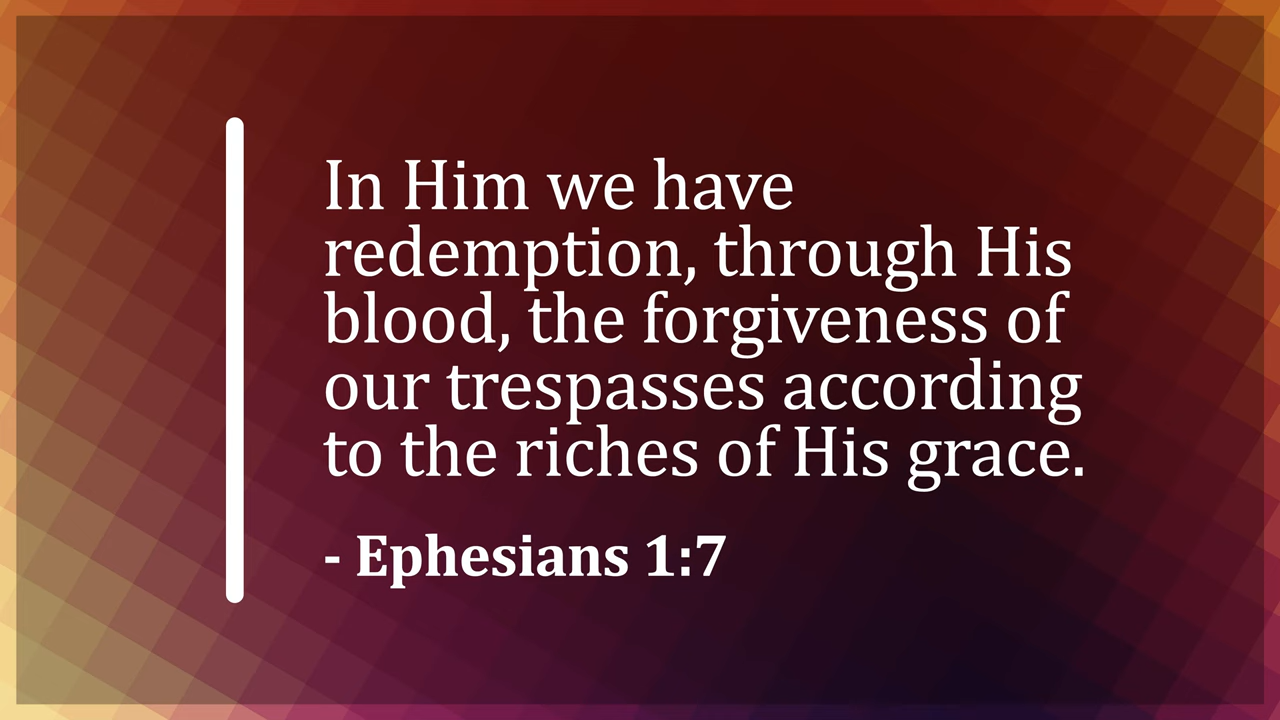 In Him we have
redemption, through His
blood, the forgiveness of
our trespasses according
to the riches of His grace.
- Ephesians 1:7